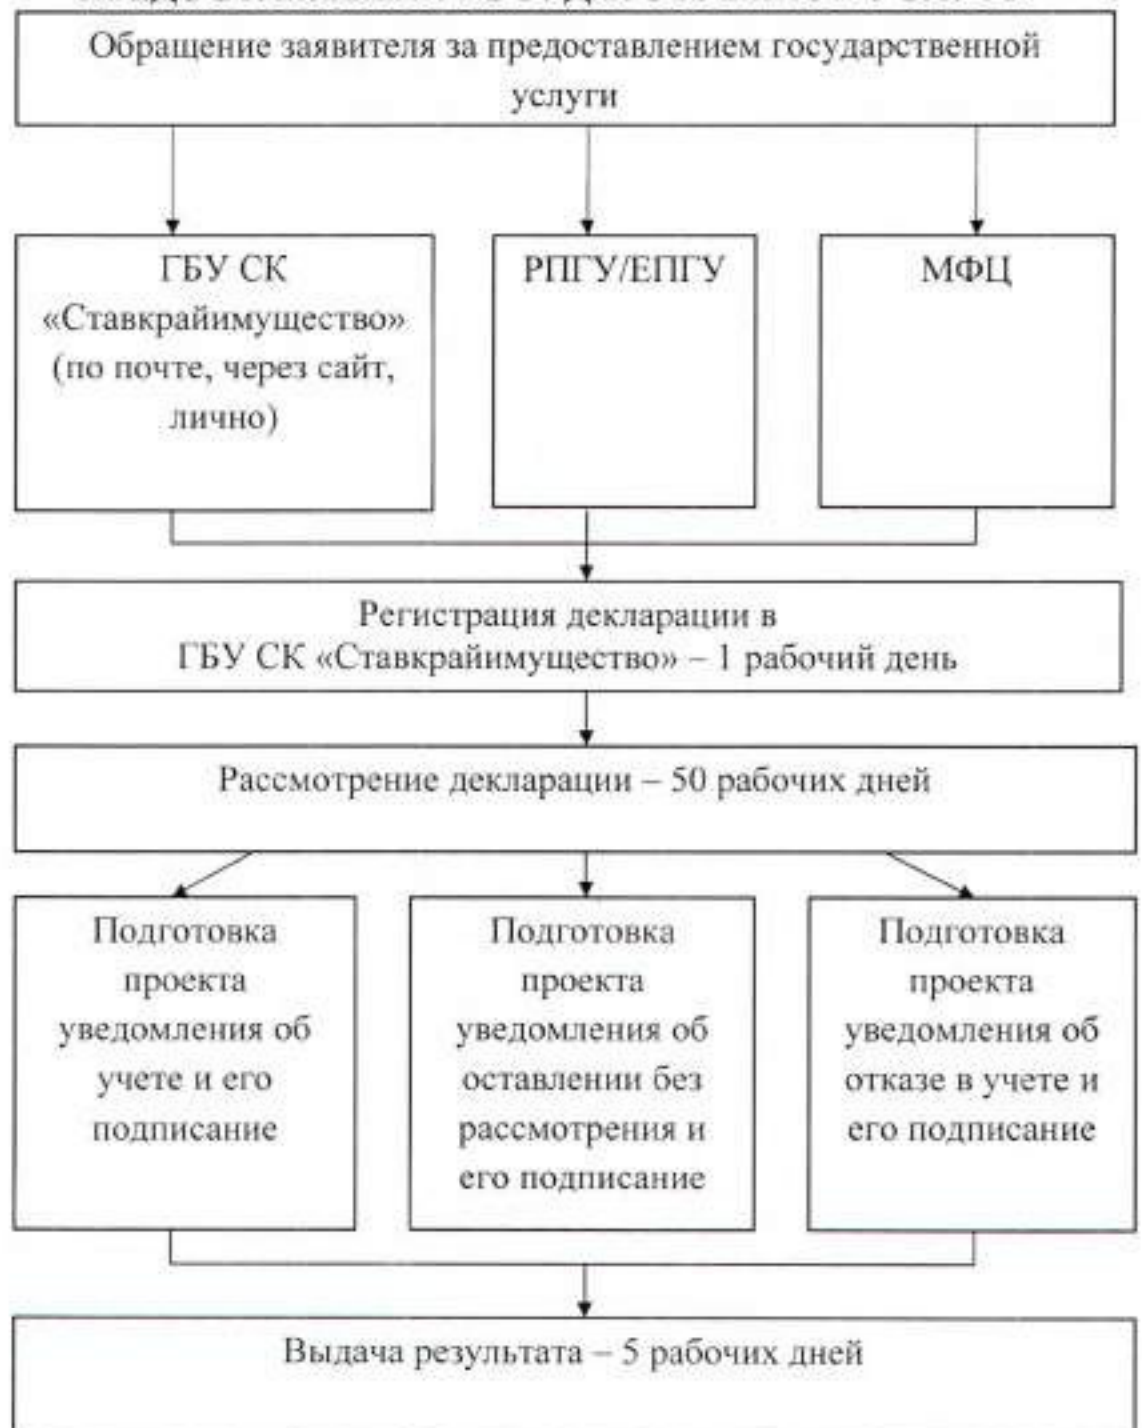 Обращение заявителя за предоставлением государственной
услуги
ГБУ СК
«Ставкрайимущество»
(по почте, через сайт,
лично)
РПГУ/ЕПГУ
МФЦ
Регистрация декларации в
ГБУ СК «Ставкрайимущество» – 1 рабочий день
Рассмотрение декларации – 50 рабочих дней
Подготовка
проекта
уведомления об
учете и его
подписание
Подготовка
проекта
уведомления об
оставлении без
рассмотрения и
его подписание
Подготовка
проекта
уведомления об
отказе в учете и
его подписание
Выдача результата – 5 рабочих дней